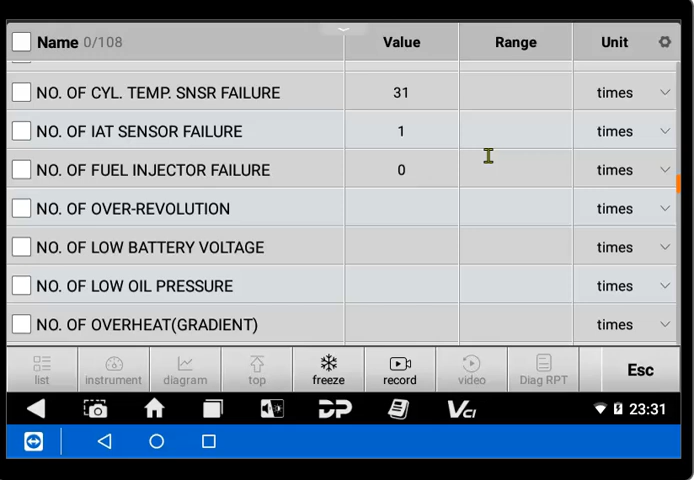 Name 0/108 Value Range Unit
NO. OF CYL. TEMP. SNSR FAILURE 31 times
NO. OF IAT SENSOR FAILURE 1 times
NO. OF FUEL INJECTOR FAILURE 0 times
NO. OF OVER-REVOLUTION times
NO. OF LOW BATTERY VOLTAGE times
NO. OF LOW OIL PRESSURE times
NO. OF OVERHEAT(GRADIENT) times
list instrument diagram top freeze record video Diag RPT Esc
DP VCI 23:31